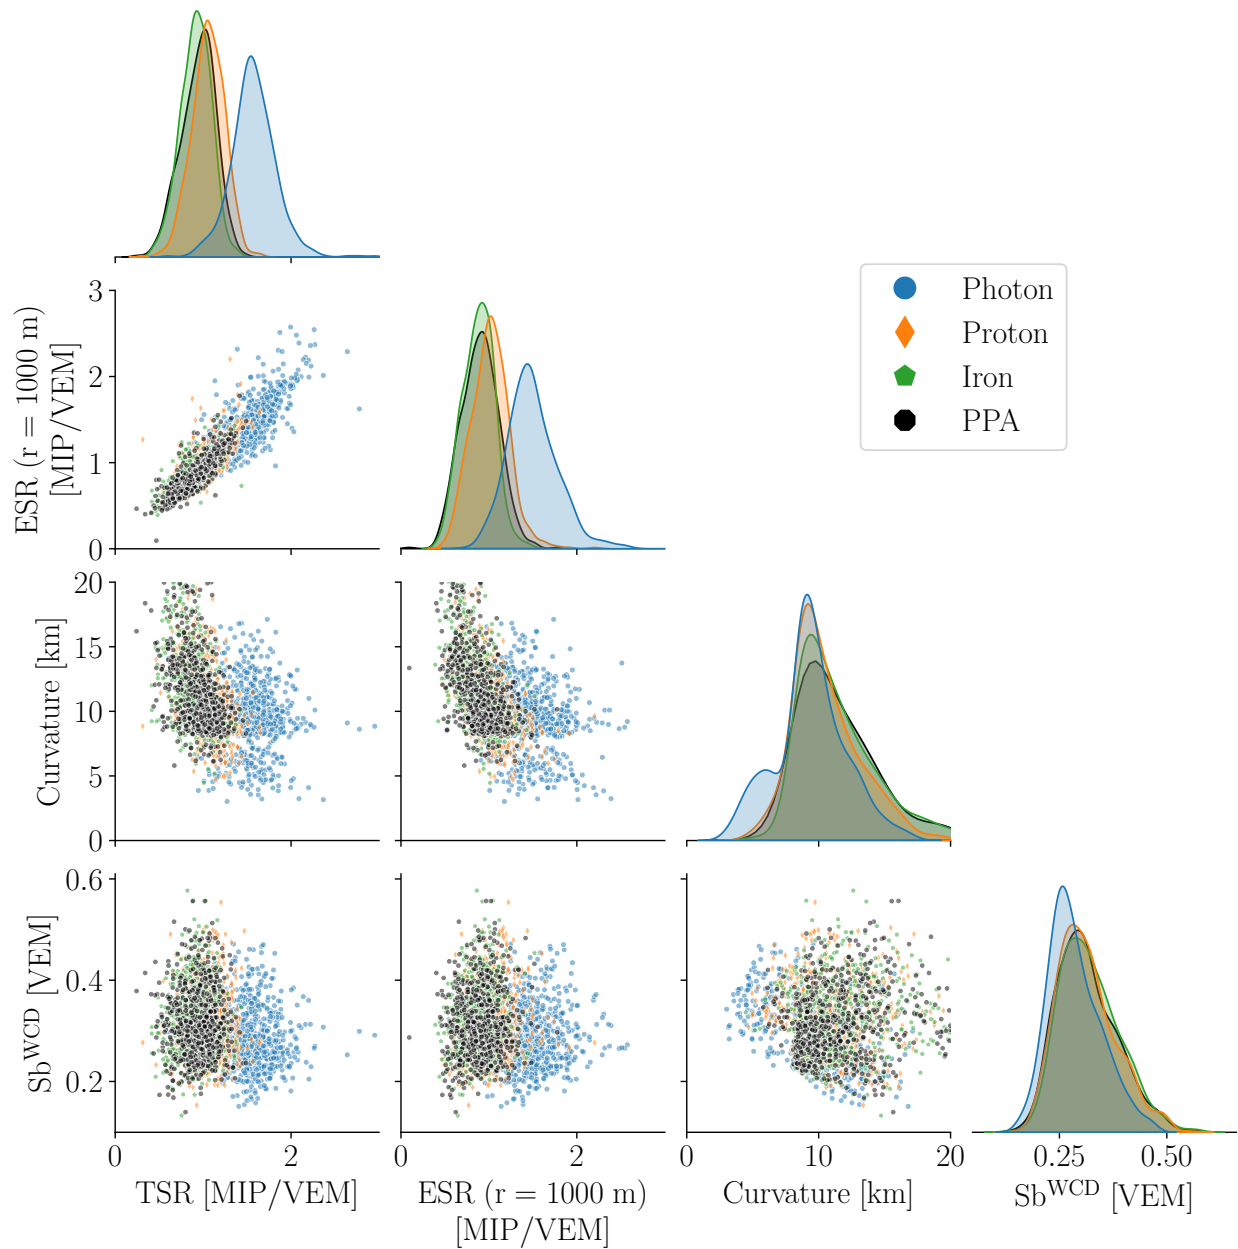 3
2
1
0
ESR (r = 1000 m)
[MIP/VEM]
Photon
Proton
Iron
PPA
20
15
10
5
0
Curvature [km]
0.6
0.4
0.2
Sb^WCD [VEM]
0 2
TSR [MIP/VEM]
0 2
ESR (r = 1000 m)
[MIP/VEM]
0 10 20
Curvature [km]
0.25 0.50
Sb^WCD [VEM]